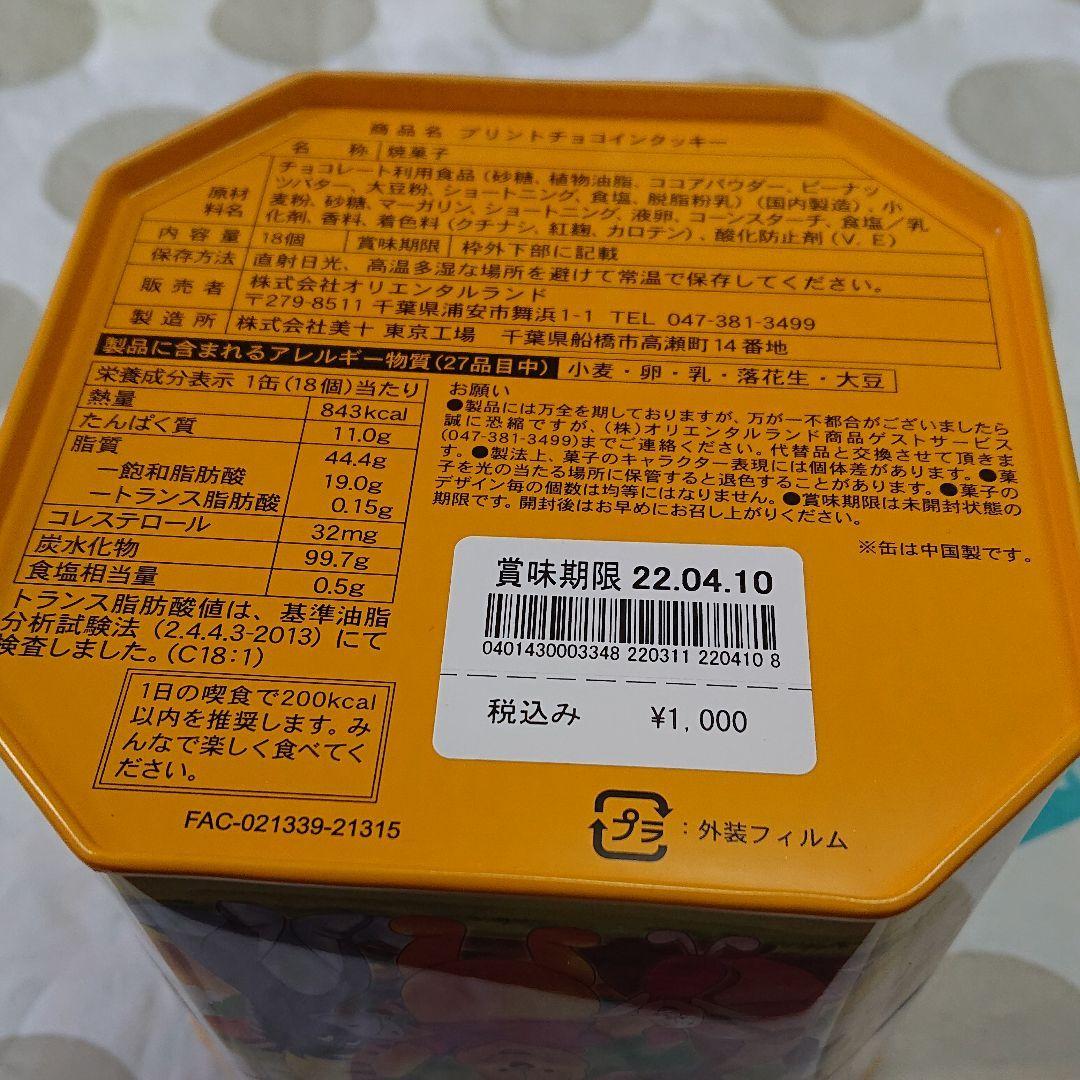 商品名 プリントチョコインクッキー
名 称 焼菓子
原材料名 チョコレート利用食品(砂糖、植物油脂、ココアパウダー、ピーナッ
ツバター、大豆粉、ショートニング、食塩、脱脂粉乳)(国内製造)、小
麦粉、砂糖、マーガリン、ショートニング、液卵、コーンスターチ、食塩/乳
化剤、香料、着色料(クチナシ、紅麹、カロテン)、酸化防止剤(V.E)
内容量 18個 賞味期限 枠外下部に記載
保存方法 直射日光、高温多湿な場所を避けて常温で保存してください。
販売者 株式会社オリエンタルランド
〒279-8511 千葉県浦安市舞浜1-1 TEL 047-381-3499
製造所 株式会社美十 東京工場 千葉県船橋市高瀬町14番地
製品に含まれるアレルギー物質(27品目中) 小麦・卵・乳・落花生・大豆
栄養成分表示 1缶(18個)当たり
熱量 843kcal
たんぱく質 11.0g
脂質 44.4g
ー飽和脂肪酸 19.0g
ートランス脂肪酸 0.15g
コレステロール 32mg
炭水化物 99.7g
食塩相当量 0.5g
トランス脂肪酸値は、基準油脂
分析試験法(2.4.4.3-2013)にて
検査しました。(C18:1)
お願い
●製品には万全を期しておりますが、万が一不都合がございましたら
誠に恐縮ですが、(株)オリエンタルランド商品ゲストサービス
(047-381-3499)までご連絡ください。代替品と交換させて頂きま
す。●製法上、菓子のキャラクター表現には個体差があります。●菓
子を光の当たる場所に保管すると退色することがあります。●菓子の
デザイン毎の個数は均等にはなりません。●賞味期限は未開封状態の
期限です。開封後はお早めにお召し上がりください。
※缶は中国製です。
賞味期限 22.04.10
0401430003348 220311 220410 8
税込み ¥1,000
1日の喫食で200kcal
以内を推奨します。み
んなで楽しく食べてく
ださい。
FAC-021339-21315
プラ : 外装フィルム